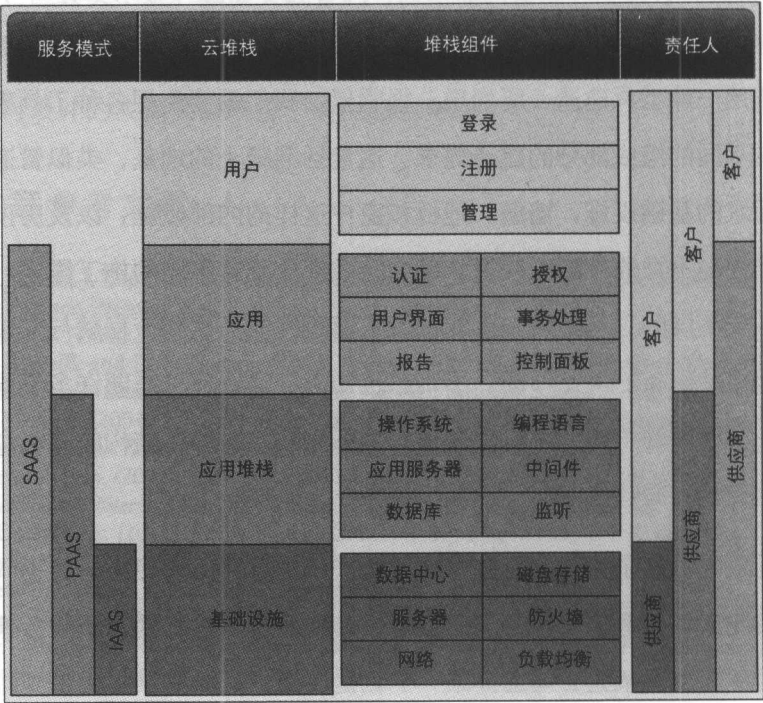 服务模式 云堆栈 堆栈组件 责任人
用户
登录
注册
管理
应用
认证 授权
用户界面 事务处理
报告 控制面板
应用堆栈
操作系统 编程语言
应用服务器 中间件
数据库 监听
基础设施
数据中心 磁盘存储
服务器 防火墙
网络 负载均衡
SAAS
PAAS
IAAS
客户
供应商
客户
供应商
客户
供应商